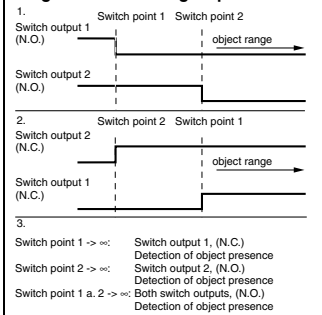 1.
Switch point 1 Switch point 2
Switch output 1
(N.O.)
object range
Switch output 2
(N.O.)
2.
Switch point 2 Switch point 1
Switch output 2
(N.C.)
object range
Switch output 1
(N.C.)
3.
Switch point 1 -> ∞: Switch output 1, (N.C.)
Detection of object presence
Switch point 2 -> ∞: Switch output 2, (N.O.)
Detection of object presence
Switch point 1 a. 2 -> ∞: Both switch outputs, (N.O.)
Detection of object presence